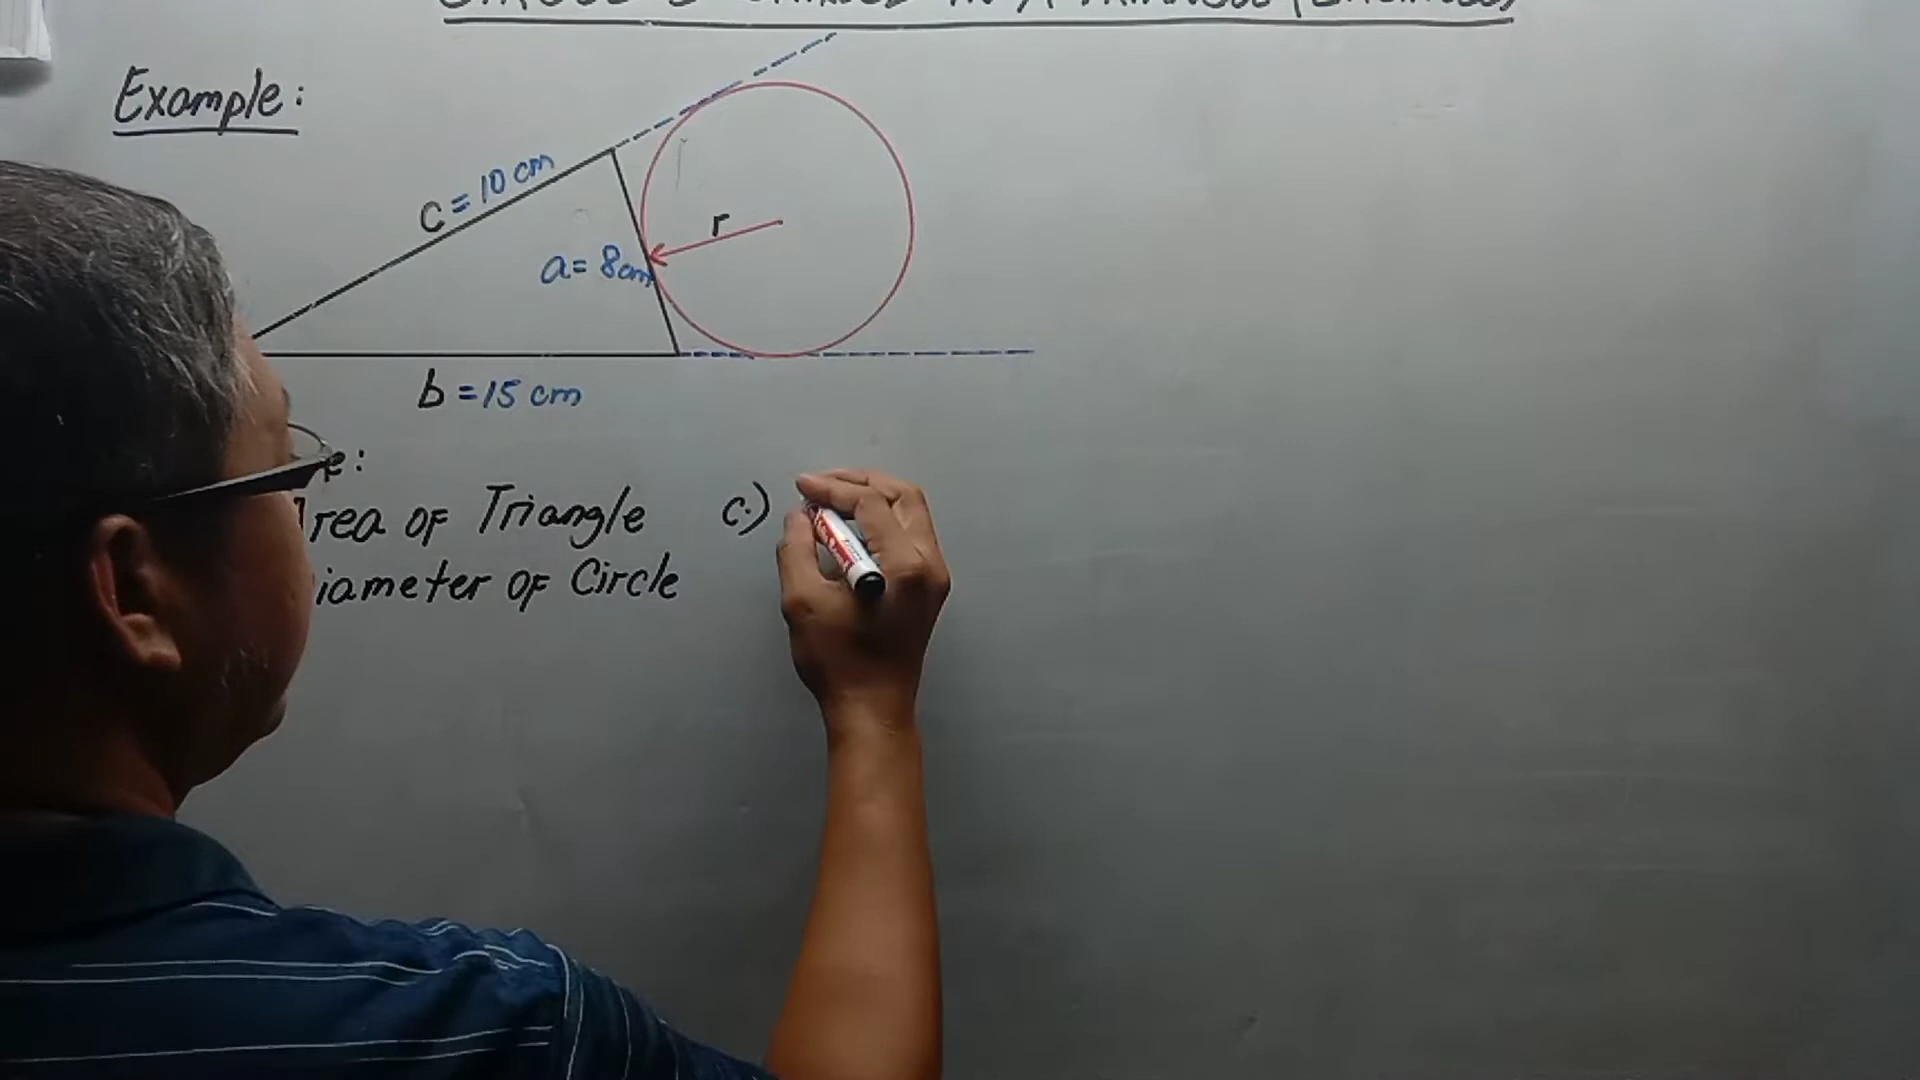 Example:
c = 10 cm
r
a = 8cm
b = 15 cm
rea OF Triangle
c.)
iameter OF Circle